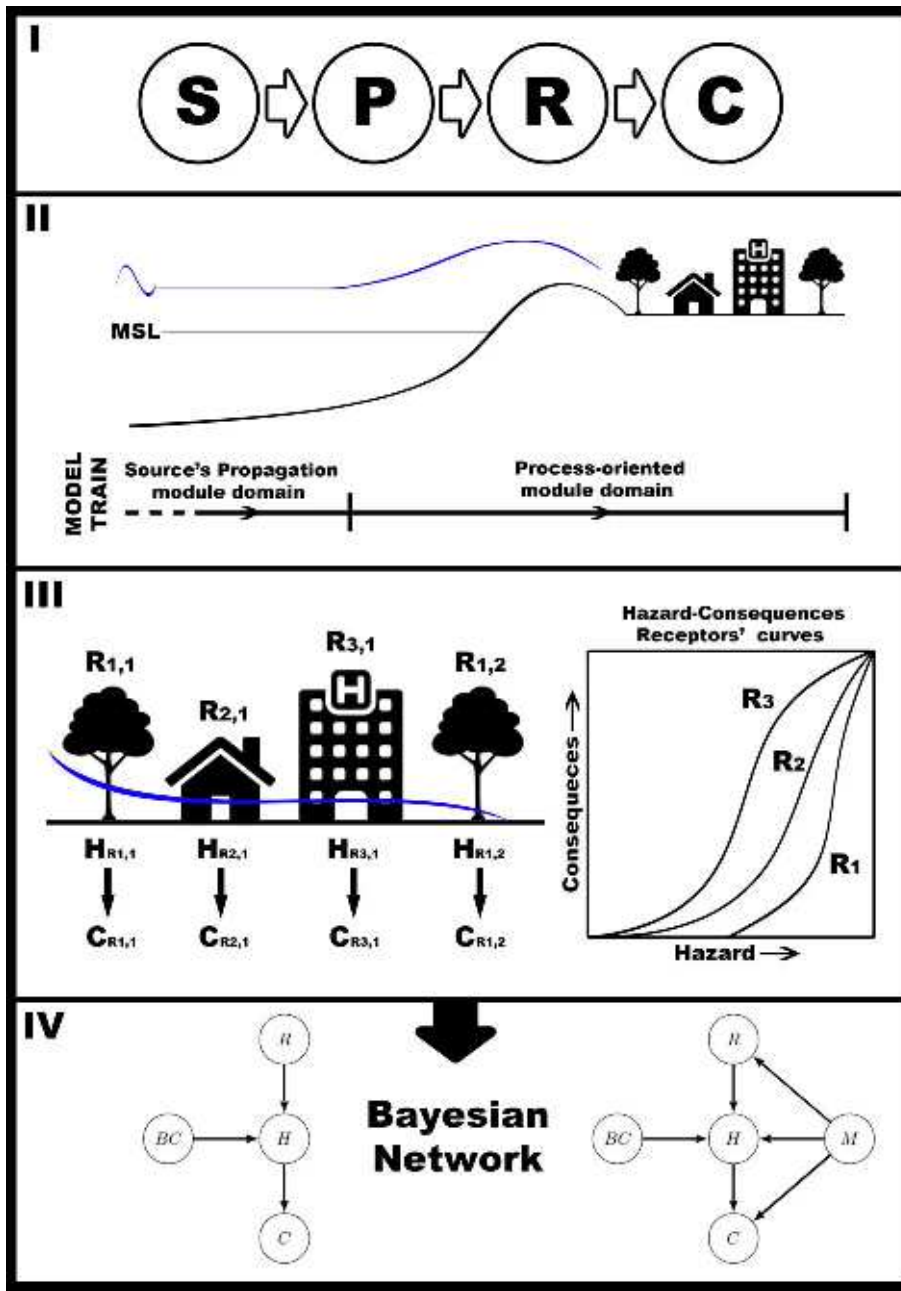 I
S P R C
II
MSL
H
MODEL
TRAIN
Source's Propagation
module domain
Process-oriented
module domain
III
R1,1
R2,1
R3,1
R1,2
H
HR1,1
HR2,1
HR3,1
HR1,2
CR1,1
CR2,1
CR3,1
CR1,2
Hazard-Consequences
Receptors' curves
Consequeces
R3
R2
R1
Hazard
IV
R
BC
H
C
Bayesian
Network
R
BC
H
M
C